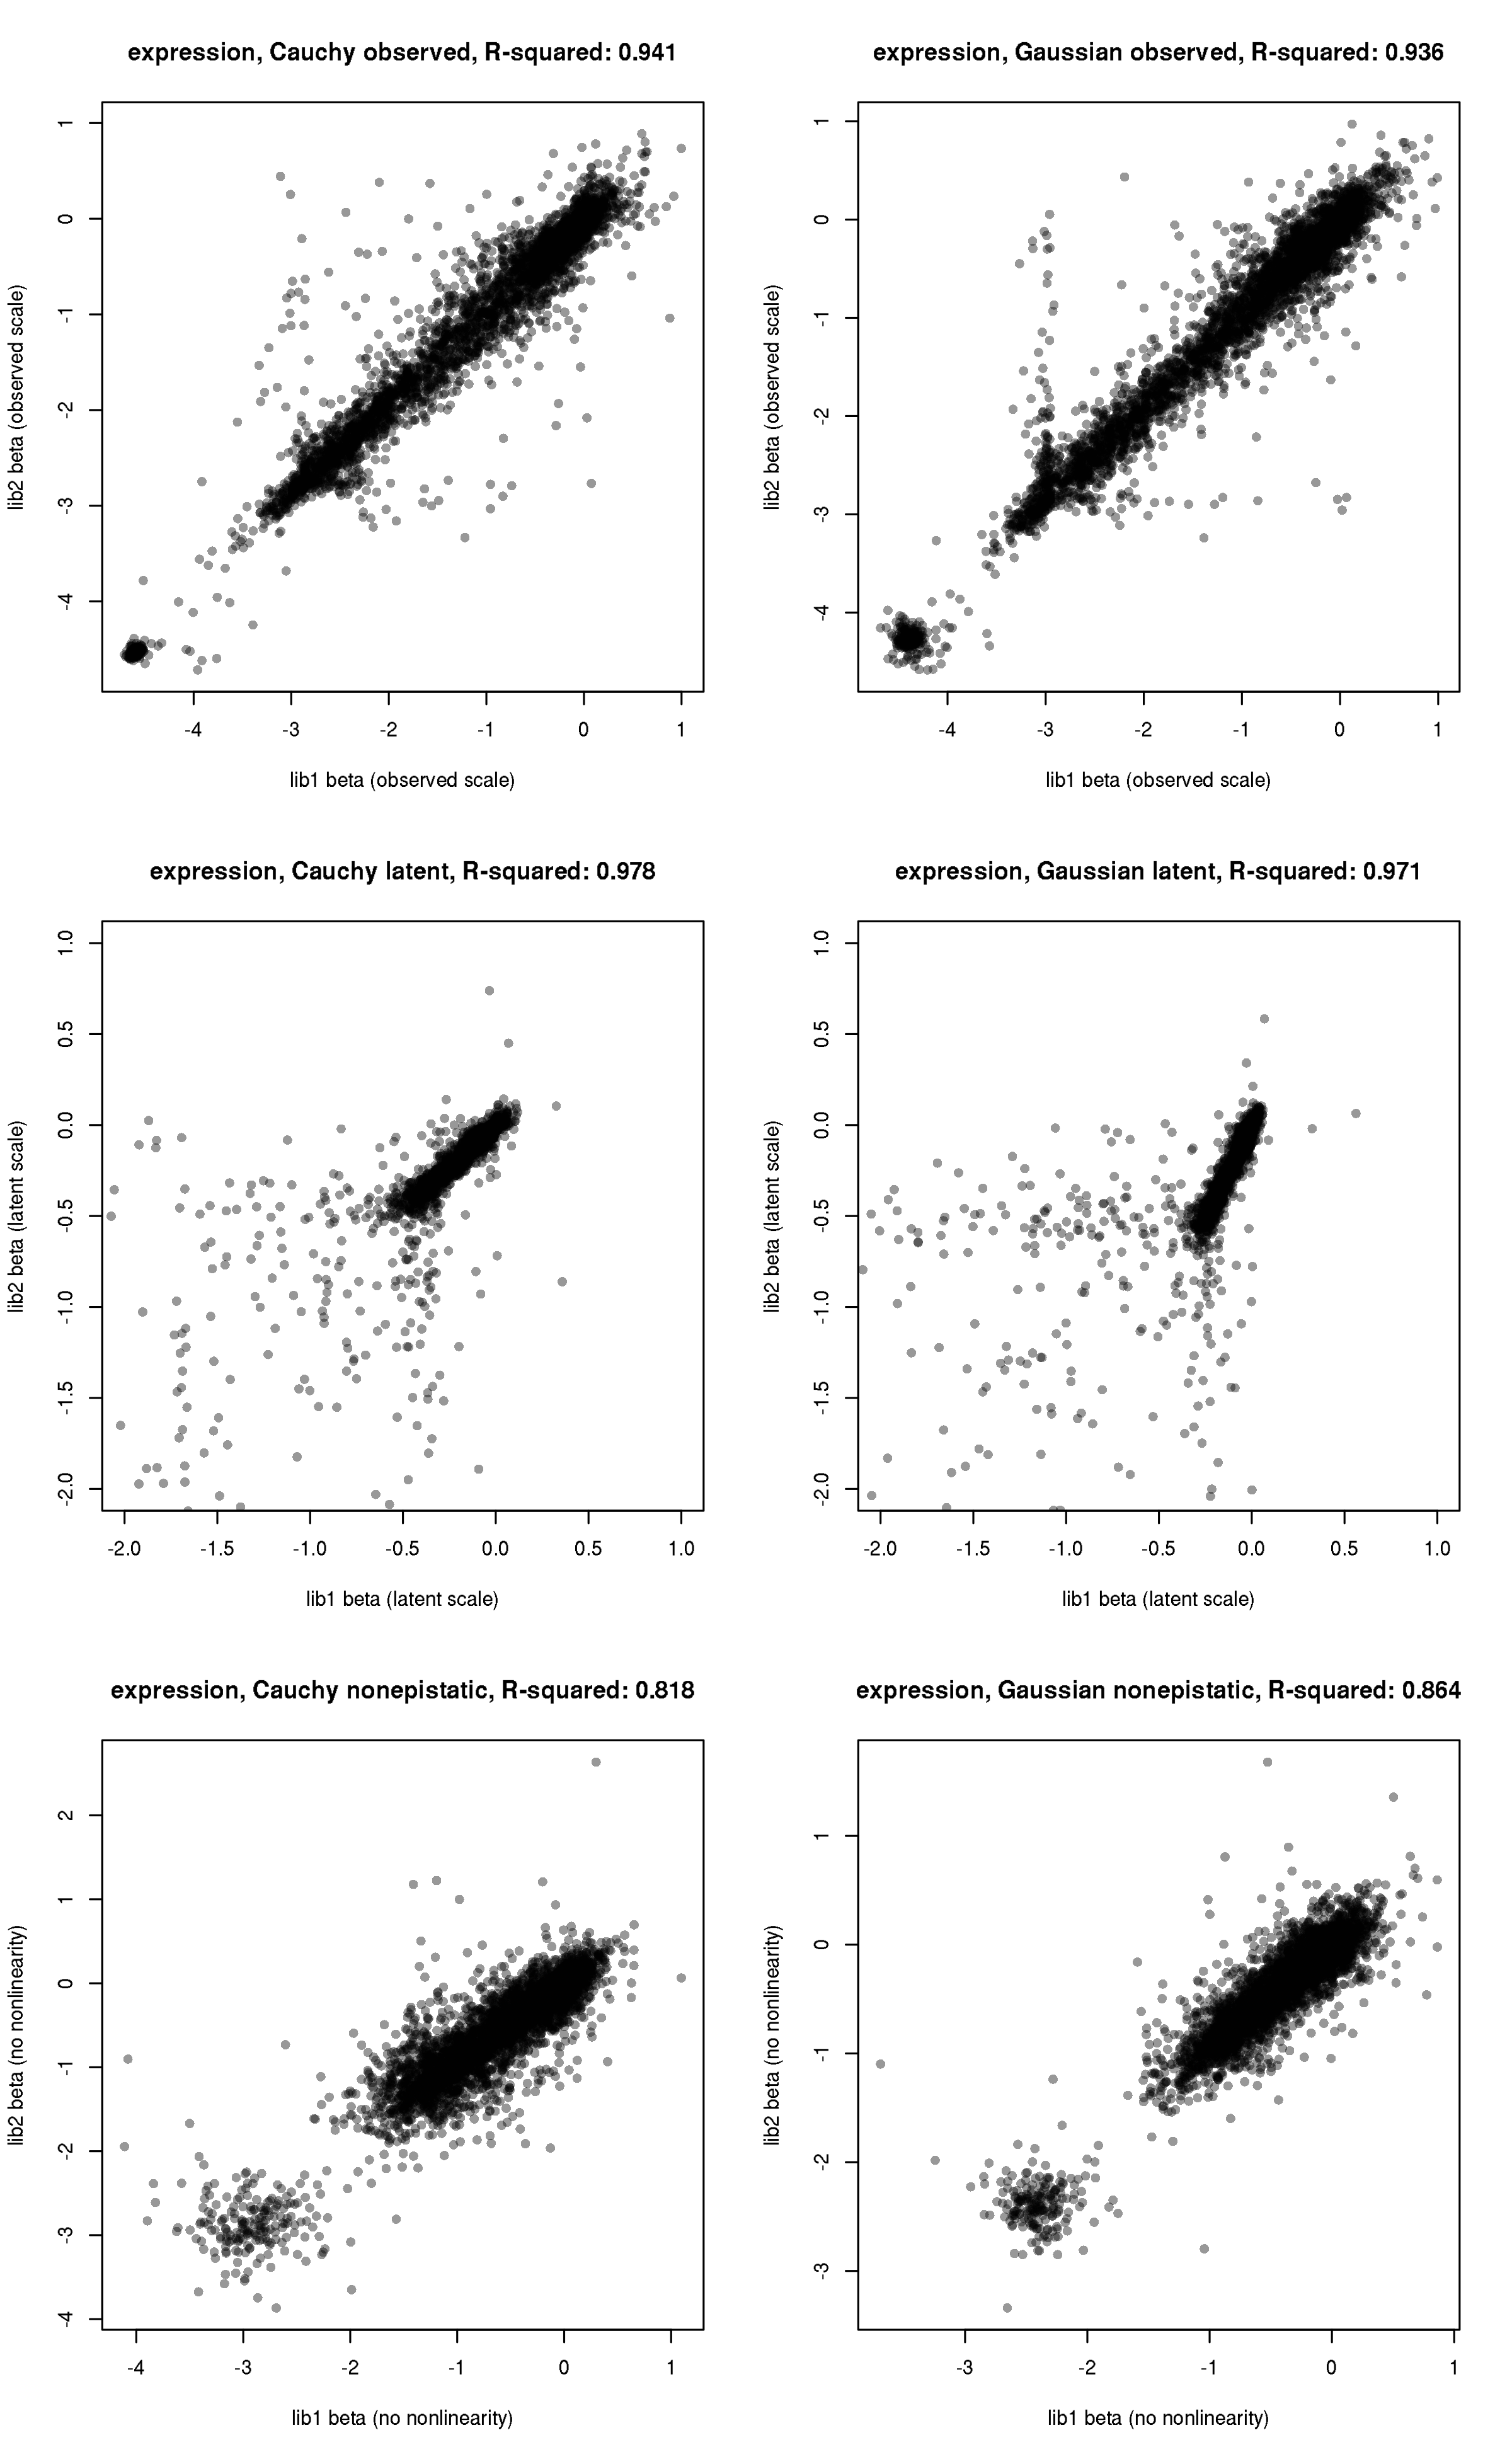 expression, Cauchy observed, R-squared: 0.941
lib2 beta (observed scale)
1
0
-1
-2
-3
-4
-4 -3 -2 -1 0 1
lib1 beta (observed scale)
expression, Gaussian observed, R-squared: 0.936
lib2 beta (observed scale)
1
0
-1
-2
-3
-4
-4 -3 -2 -1 0 1
lib1 beta (observed scale)
expression, Cauchy latent, R-squared: 0.978
lib2 beta (latent scale)
1.0
0.5
0.0
-0.5
-1.0
-1.5
-2.0
-2.0 -1.5 -1.0 -0.5 0.0 0.5 1.0
lib1 beta (latent scale)
expression, Gaussian latent, R-squared: 0.971
lib2 beta (latent scale)
1.0
0.5
0.0
-0.5
-1.0
-1.5
-2.0
-2.0 -1.5 -1.0 -0.5 0.0 0.5 1.0
lib1 beta (latent scale)
expression, Cauchy nonepistatic, R-squared: 0.818
lib2 beta (no nonlinearity)
2
1
0
-1
-2
-3
-4
-4 -3 -2 -1 0 1
lib1 beta (no nonlinearity)
expression, Gaussian nonepistatic, R-squared: 0.864
lib2 beta (no nonlinearity)
1
0
-1
-2
-3
-3 -2 -1 0 1
lib1 beta (no nonlinearity)